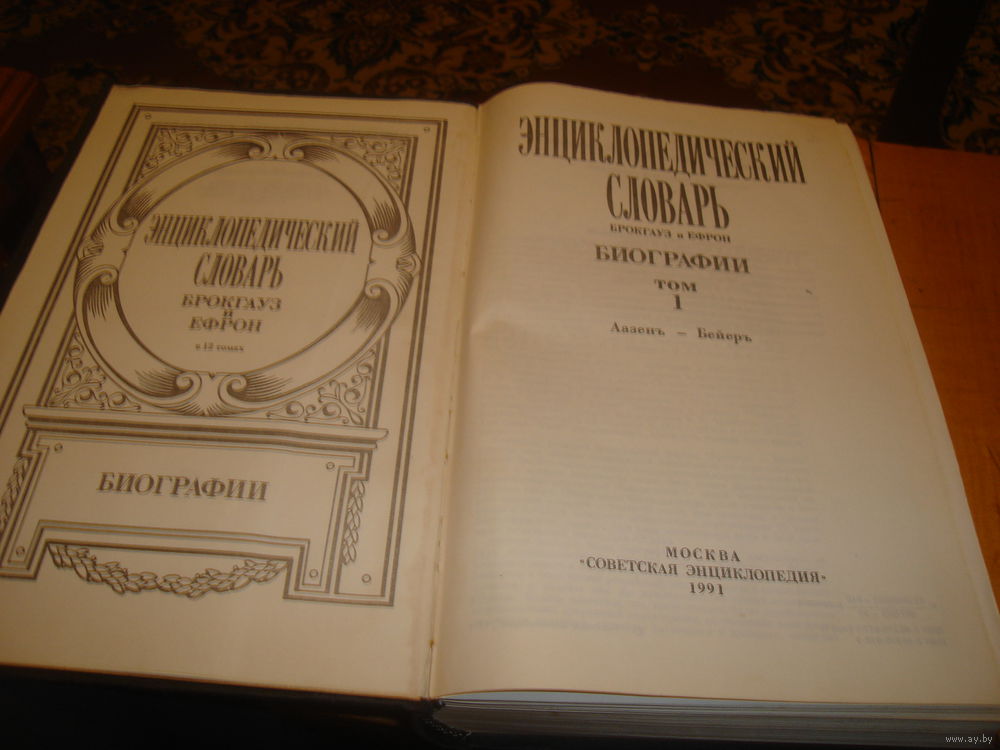 ЭНЦИКЛОПЕДИЧЕСКИЙ
СЛОВАРЬ
БРОКГАУЗ
и
ЕФРОН
в 12 томах
БИОГРАФИИ
ЭНЦИКЛОПЕДИЧЕСКИЙ
СЛОВАРЬ
БРОКГАУЗ и ЕФРОН
БИОГРАФИИ
ТОМ
1
Аазенъ – Бейеръ
МОСКВА
"СОВЕТСКАЯ ЭНЦИКЛОПЕДИЯ"
1991
www.ay.by